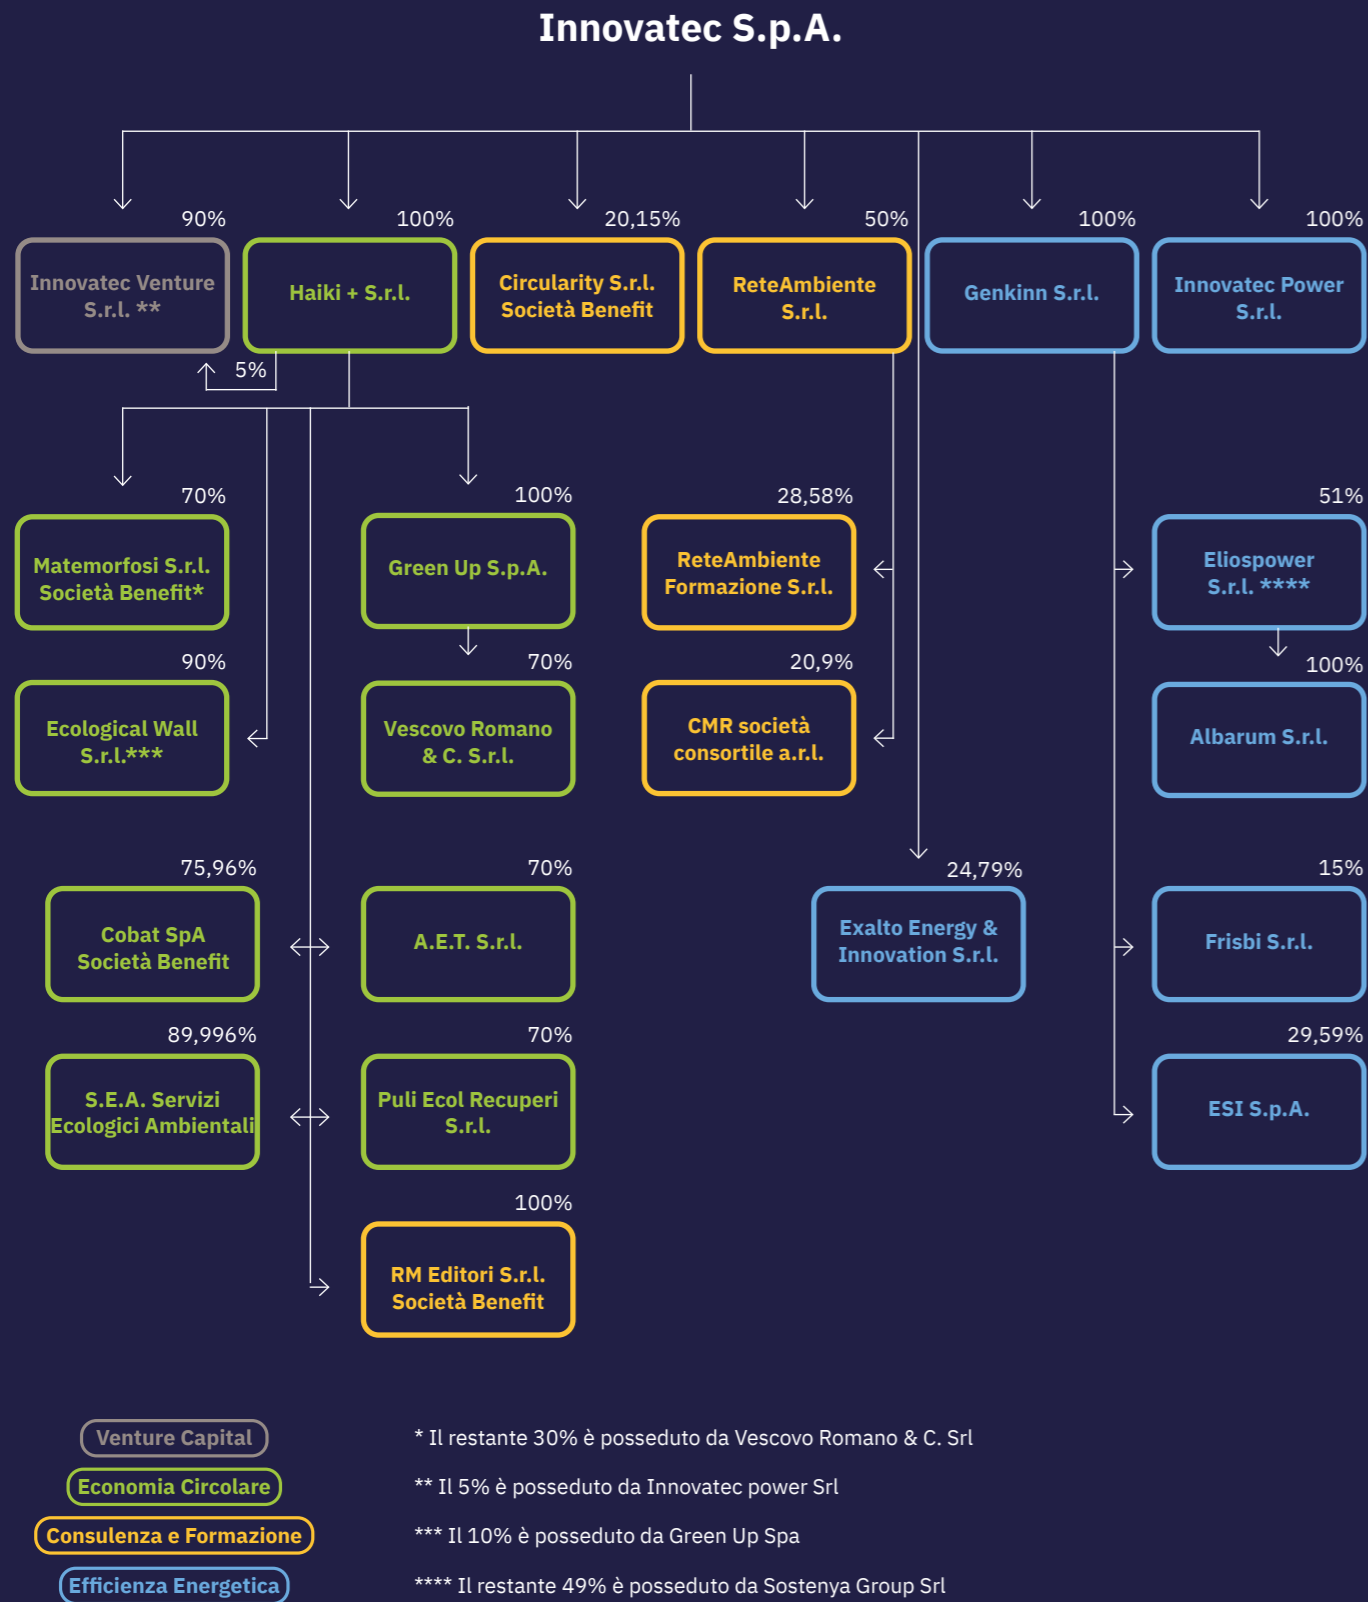 Innovatec S.p.A.
90%
100%
20,15%
50%
100%
100%
Innovatec Venture
S.r.l. **
Haiki + S.r.l.
Circularity S.r.l.
Società Benefit
ReteAmbiente
S.r.l.
Genkinn S.r.l.
Innovatec Power
S.r.l.
5%
70%
100%
28,58%
51%
Matemorfosi S.r.l.
Società Benefit*
Green Up S.p.A.
ReteAmbiente
Formazione S.r.l.
Eliospower
S.r.l. ****
90%
70%
20,9%
100%
Ecological Wall
S.r.l.***
Vescovo Romano
& C. S.r.l.
CMR società
consortile a.r.l.
Albarum S.r.l.
75,96%
70%
24,79%
15%
Cobat SpA
Società Benefit
A.E.T. S.r.l.
Exalto Energy &
Innovation S.r.l.
Frisbi S.r.l.
89,996%
70%
29,59%
S.E.A. Servizi
Ecologici Ambientali
Puli Ecol Recuperi
S.r.l.
ESI S.p.A.
100%
RM Editori S.r.l.
Società Benefit
Venture Capital
* Il restante 30% è posseduto da Vescovo Romano & C. Srl
Economia Circolare
** Il 5% è posseduto da Innovatec power Srl
Consulenza e Formazione
*** Il 10% è posseduto da Green Up Spa
Efficienza Energetica
**** Il restante 49% è posseduto da Sostenya Group Srl